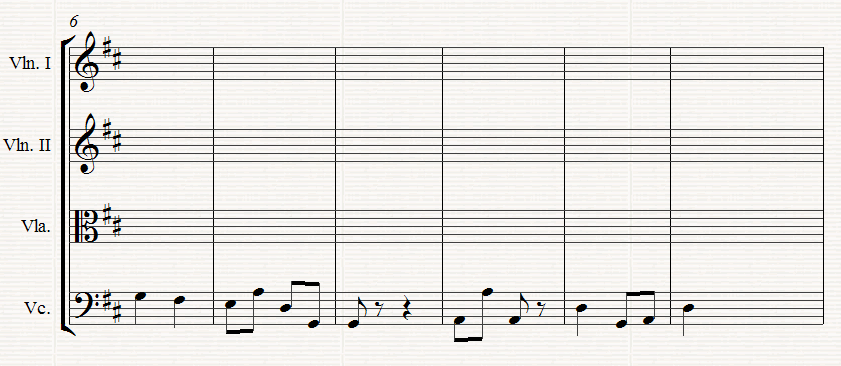 6
Vln. I
Vln. II
Vla.
Vc.